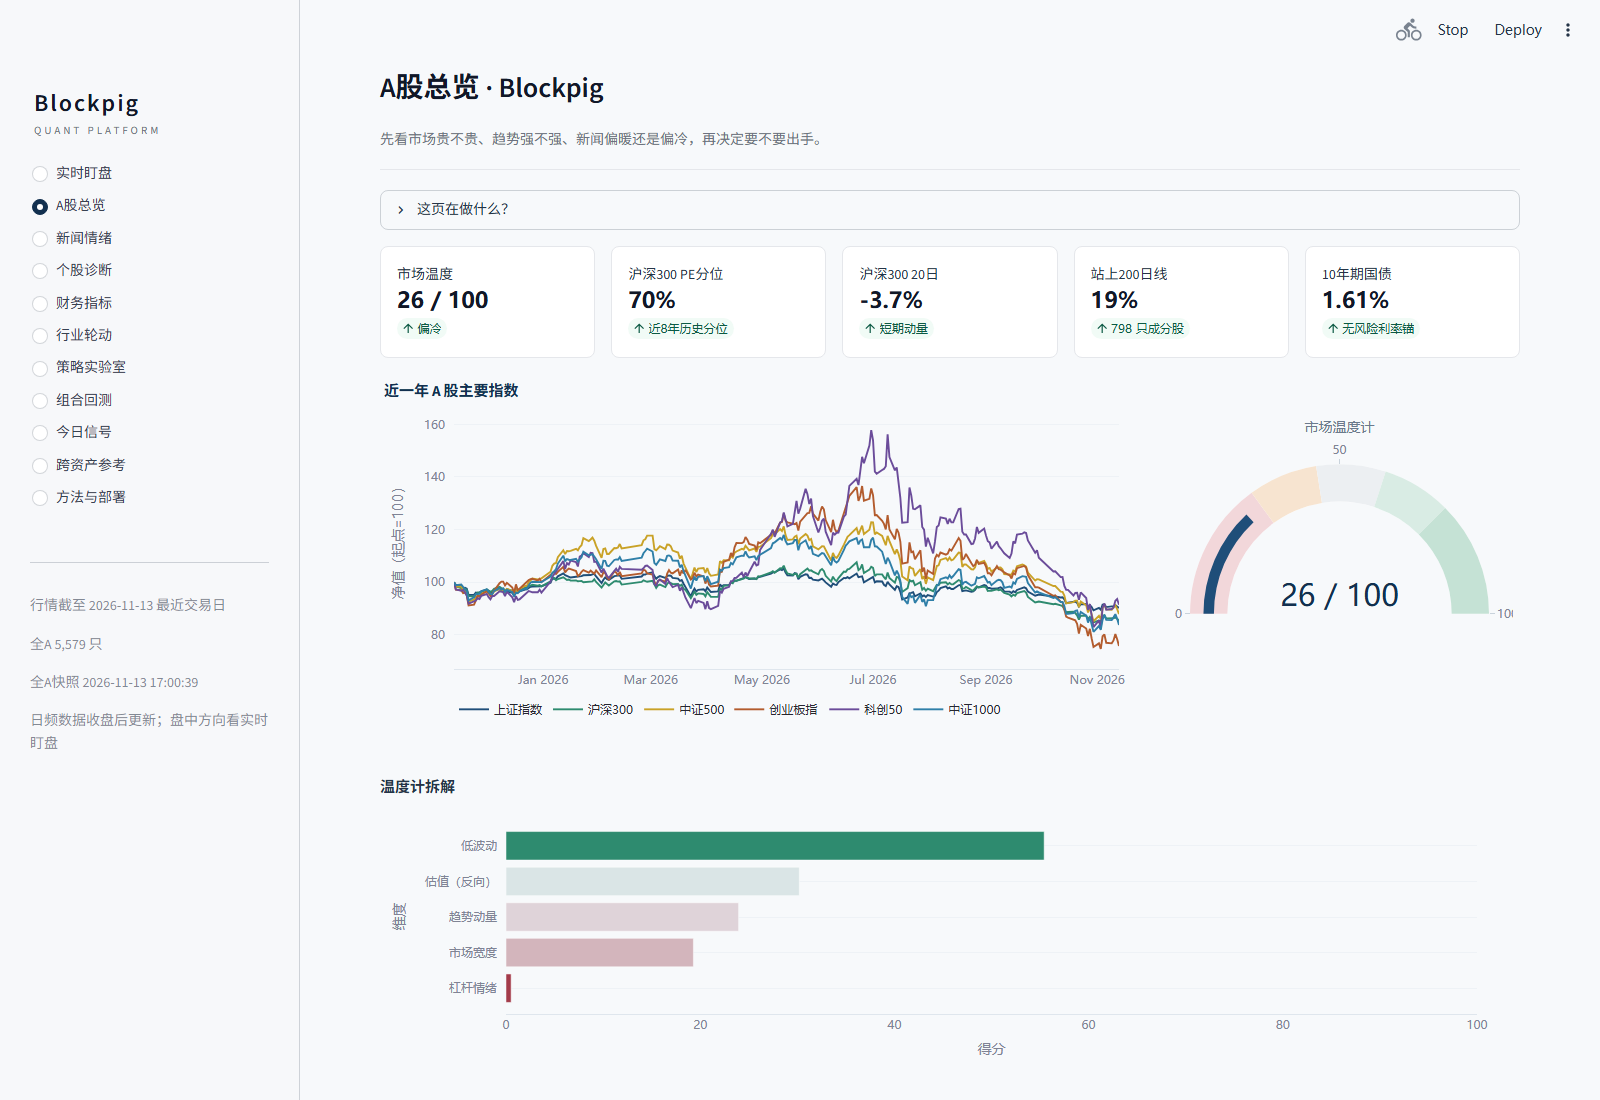 Stop Deploy
Blockpig
QUANT PLATFORM
实时盯盘
A股总览
新闻情绪
个股诊断
财务指标
行业轮动
策略实验室
组合回测
今日信号
跨资产参考
方法与部署
行情截至 2026-11-13 最近交易日
全A 5,579 只
全A快照 2026-11-13 17:00:39
日频数据收盘后更新；盘中方向看实时
盯盘
A股总览 · Blockpig
先看市场贵不贵、趋势强不强、新闻偏暖还是偏冷，再决定要不要出手。
这页在做什么？
市场温度
26 / 100
↑ 偏冷
沪深300 PE分位
70%
↑ 近8年历史分位
沪深300 20日
-3.7%
↑ 短期动量
站上200日线
19%
↑ 798 只成分股
10年期国债
1.61%
↑ 无风险利率锚
近一年 A 股主要指数
净值（起点=100）
160
140
120
100
80
Jan 2026 Mar 2026 May 2026 Jul 2026 Sep 2026 Nov 2026
上证指数 沪深300 中证500 创业板指 科创50 中证1000
市场温度计
50
0
26 / 100
100
温度计拆解
维度
低波动
估值（反向）
趋势动量
市场宽度
杠杆情绪
0 20 40 60 80 100
得分